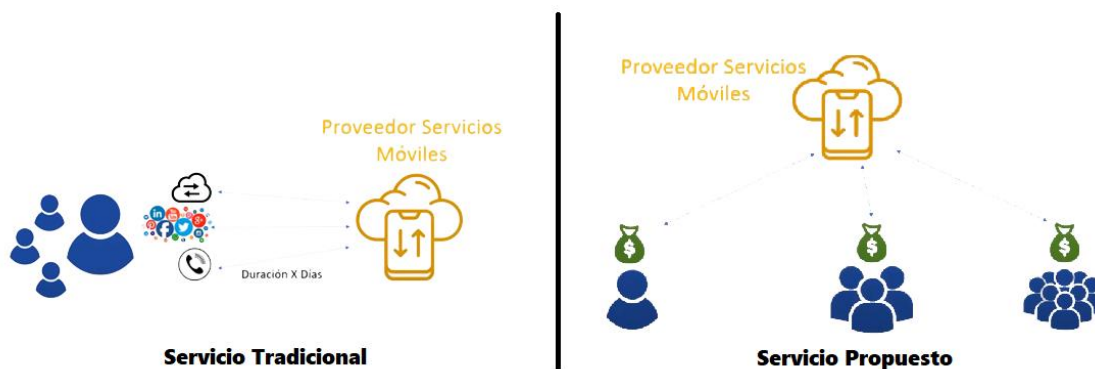 Proveedor Servicios
Móviles
Duración X Días
Servicio Tradicional
Proveedor Servicios
Móviles
$
$
$
Servicio Propuesto